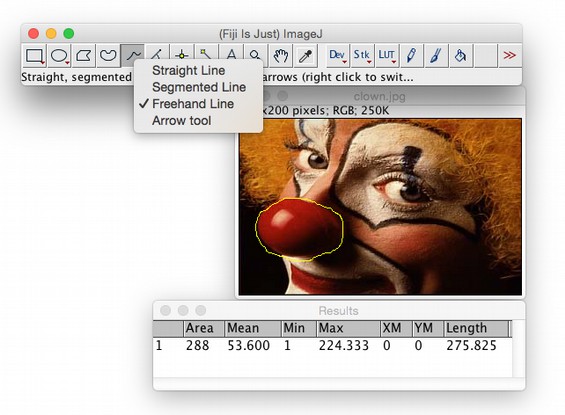 (Fiji Is Just) ImageJ
Dev Stk LUT
Straight, segmented arrows (right click to swit...
Straight Line
Segmented Line
Freehand Line
Arrow tool
clown.jpg
x200 pixels; RGB; 250K
Results
Area Mean Min Max XM YM Length
1 288 53.600 1 224.333 0 0 275.825